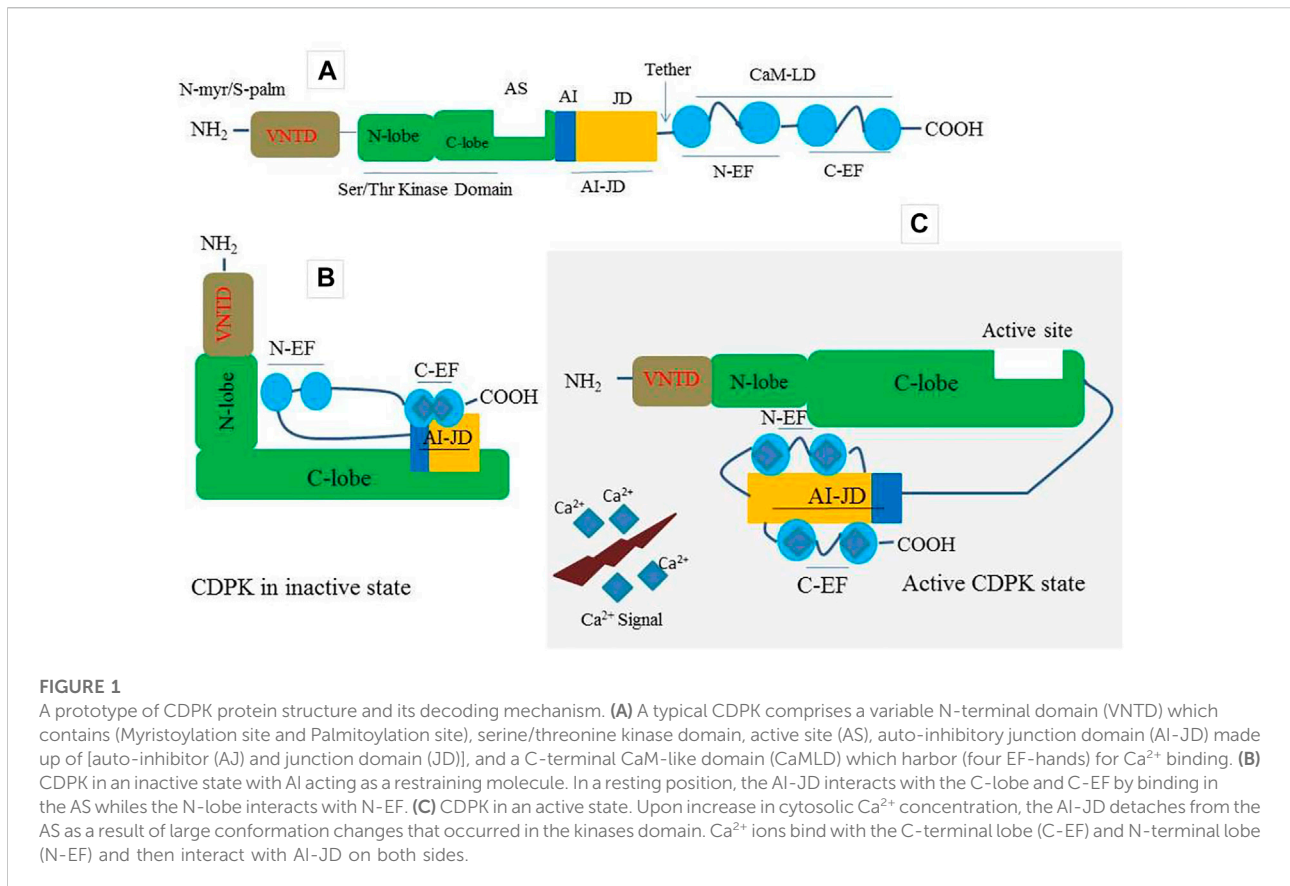 A
N-myr/S-palm
AS
AI
JD
Tether
CaM-LD
NH₂
VNTD
N-lobe
C-lobe
COOH
Ser/Thr Kinase Domain
AI-JD
N-EF
C-EF
B
NH₂
VNTD
N-lobe
N-EF
C-EF
COOH
AI-JD
C-lobe
CDPK in inactive state
C
Active site
NH₂
VNTD
N-lobe
C-lobe
N-EF
AI-JD
COOH
C-EF
Active CDPK state
Ca²⁺
Ca²⁺
Ca²⁺
Ca²⁺ Signal
FIGURE 1
A prototype of CDPK protein structure and its decoding mechanism. (A) A typical CDPK comprises a variable N-terminal domain (VNTD) which
contains (Myristoylation site and Palmitoylation site), serine/threonine kinase domain, active site (AS), auto-inhibitory junction domain (AI-JD) made
up of [auto-inhibitor (AJ) and junction domain (JD)], and a C-terminal CaM-like domain (CaMLD) which harbor (four EF-hands) for Ca²⁺ binding. (B)
CDPK in an inactive state with AI acting as a restraining molecule. In a resting position, the AI-JD interacts with the C-lobe and C-EF by binding in
the AS whiles the N-lobe interacts with N-EF. (C) CDPK in an active state. Upon increase in cytosolic Ca²⁺ concentration, the AI-JD detaches from the
AS as a result of large conformation changes that occurred in the kinases domain. Ca²⁺ ions bind with the C-terminal lobe (C-EF) and N-terminal lobe
(N-EF) and then interact with AI-JD on both sides.